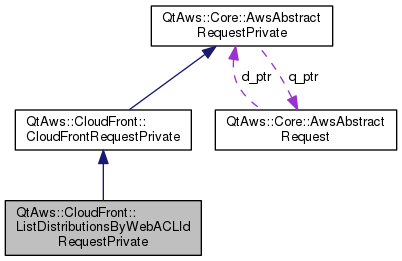 QtAws::Core::AwsAbstract
RequestPrivate
d_ptr
q_ptr
QtAws::CloudFront::
CloudFrontRequestPrivate
QtAws::Core::AwsAbstract
Request
QtAws::CloudFront::
ListDistributionsByWebACLId
RequestPrivate